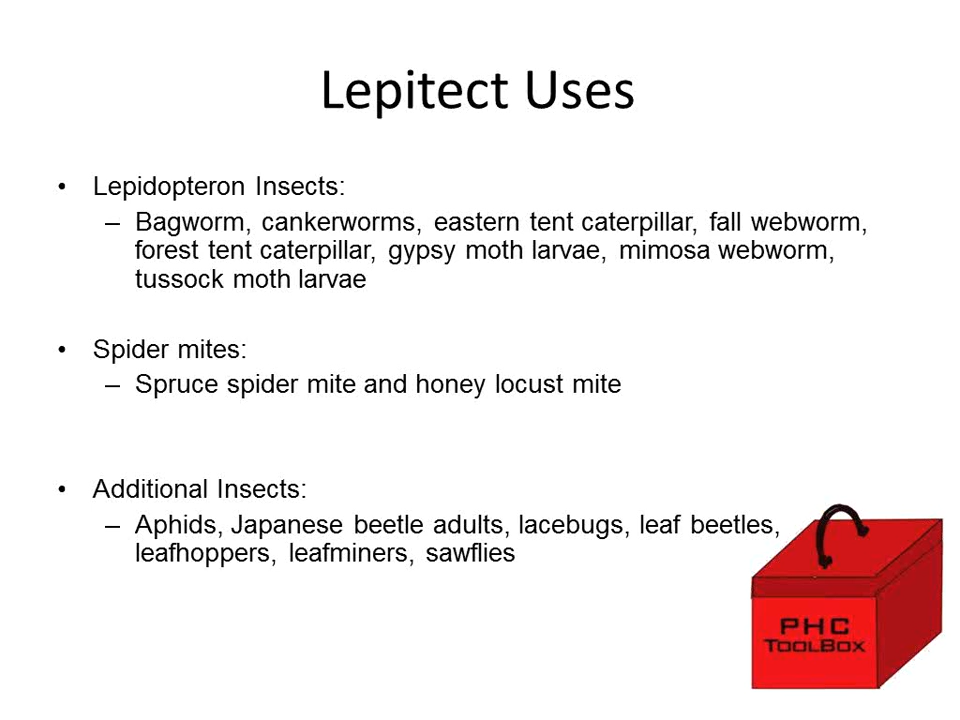 Lepitect Uses
• Lepidopteron Insects:
– Bagworm, cankerworms, eastern tent caterpillar, fall webworm,
forest tent caterpillar, gypsy moth larvae, mimosa webworm,
tussock moth larvae
• Spider mites:
– Spruce spider mite and honey locust mite
• Additional Insects:
– Aphids, Japanese beetle adults, lacebugs, leaf beetles,
leafhoppers, leafminers, sawflies
PHC
ToolBox